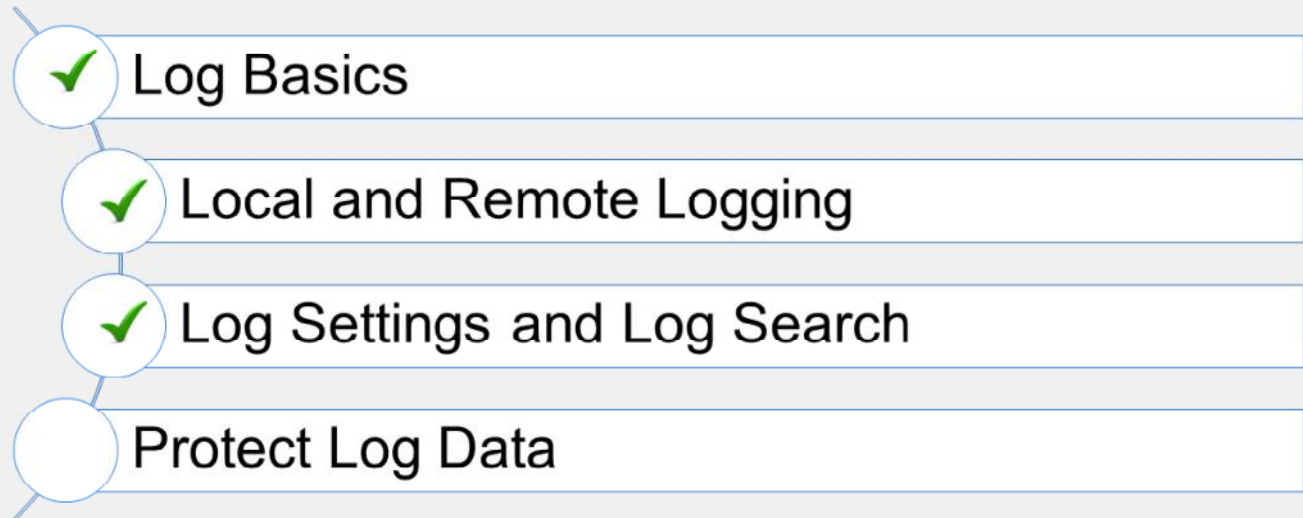 Log Basics
Local and Remote Logging
Log Settings and Log Search
Protect Log Data